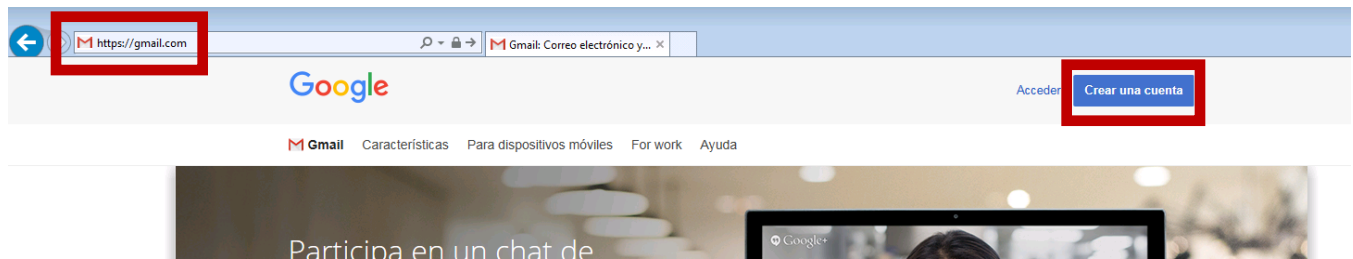 https://gmail.com
Gmail: Correo electrónico y...
Google
Acceder
Crear una cuenta
Gmail Características Para dispositivos móviles For work Ayuda
Google+
Participa en un chat de